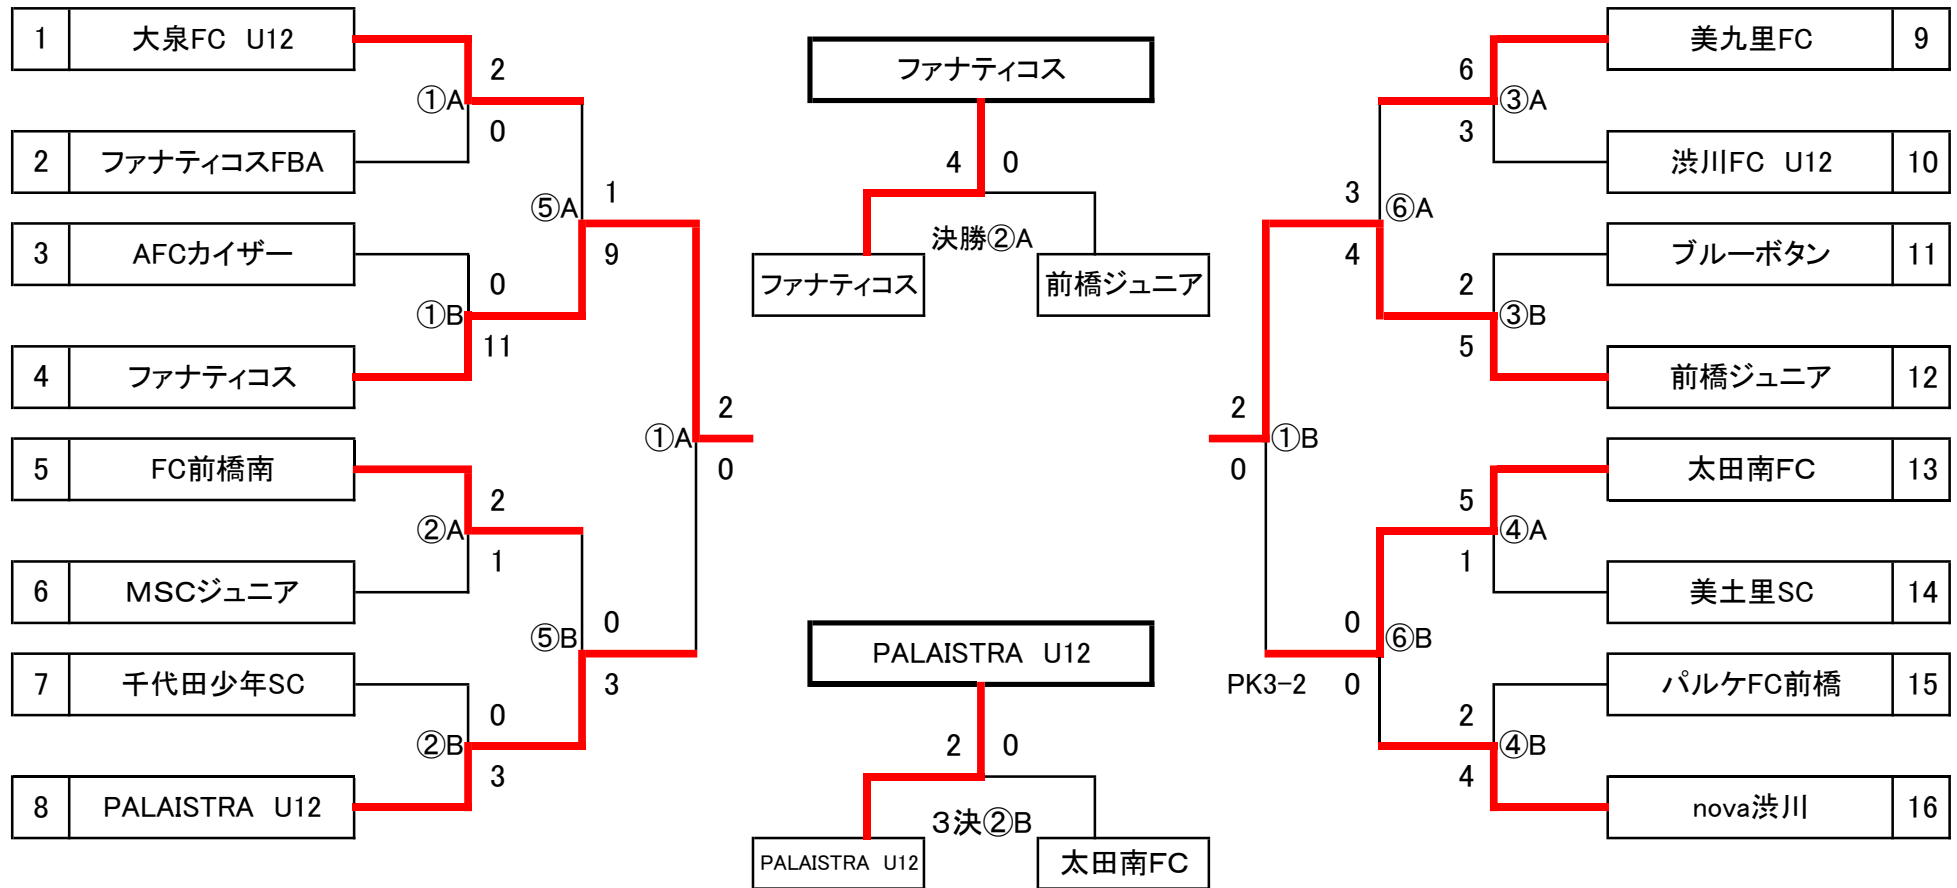 1 大泉FC U12
2
①A
0
2 ファナティコスFBA
⑤A
1
9
3 AFCカイザー
0
①B
11
4 ファナティコス
①A
2
0
5 FC前橋南
2
②A
1
6 MSCジュニア
⑤B
0
3
7 千代田少年SC
0
②B
3
8 PALAISTRA U12
ファナティコス
4 0
決勝②A
ファナティコス 前橋ジュニア
PALAISTRA U12
2 0
3決②B
PALAISTRA U12 太田南FC
美九里FC 9
6
③A
3
渋川FC U12 10
3
⑥A
4
ブルーボタン 11
2
③B
5
前橋ジュニア 12
2
①B
0
太田南FC 13
5
④A
1
美土里SC 14
0
⑥B
PK3-2 0
パルケFC前橋 15
2
④B
4
nova渋川 16